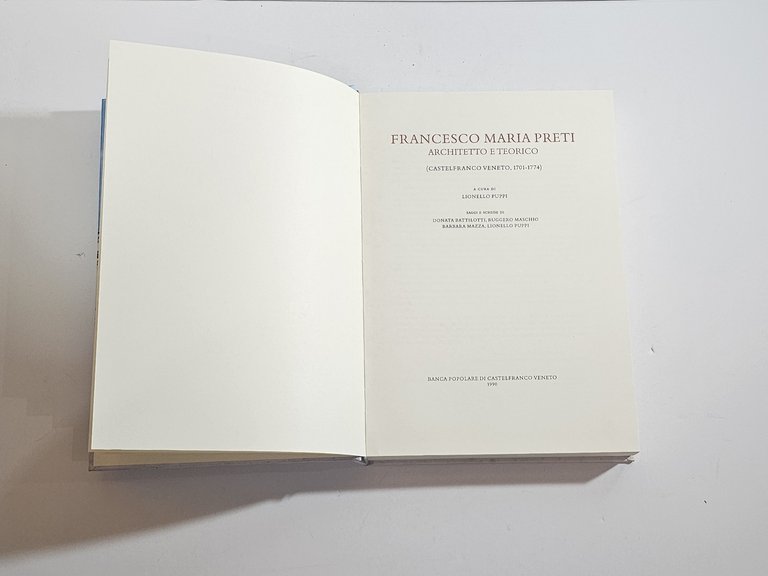 FRANCESCO MARIA PRETI
ARCHITETTO E TEORICO
(CASTELFRANCO VENETO, 1701-1774)
A CURA DI
LIONELLO PUPPI
SAGGI E SCHEDE DI
DONATA BATTILOTTI, RUGGERO MASCHIO
BARBARA MAZZA, LIONELLO PUPPI
BANCA POPOLARE DI CASTELFRANCO VENETO
1990